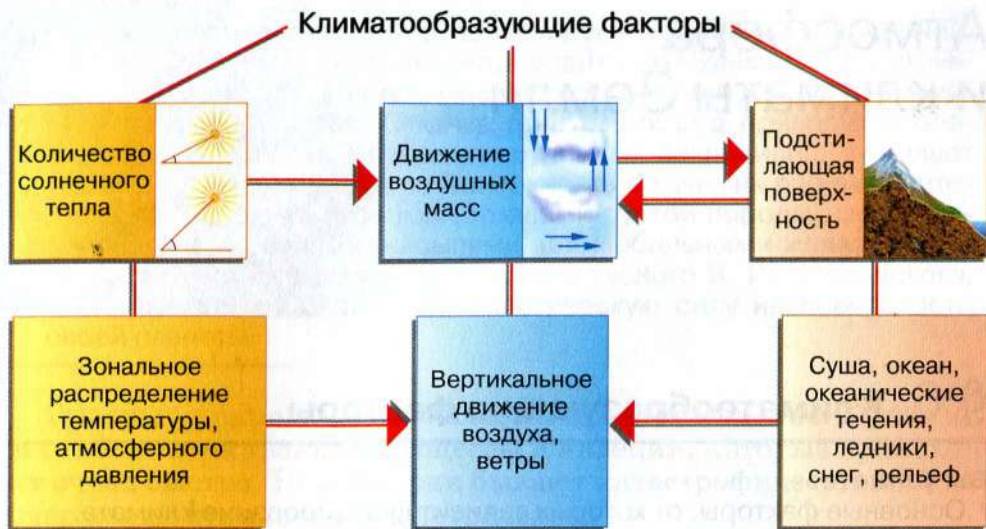 Климатообразующие факторы
Количество
солнечного
тепла
Движение
воздушных
масс
Подсти-
лающая
поверх-
ность
Зональное
распределение
температуры,
атмосферного
давления
Вертикальное
движение
воздуха,
ветры
Суша, океан,
океанические
течения,
ледники,
снег, рельеф